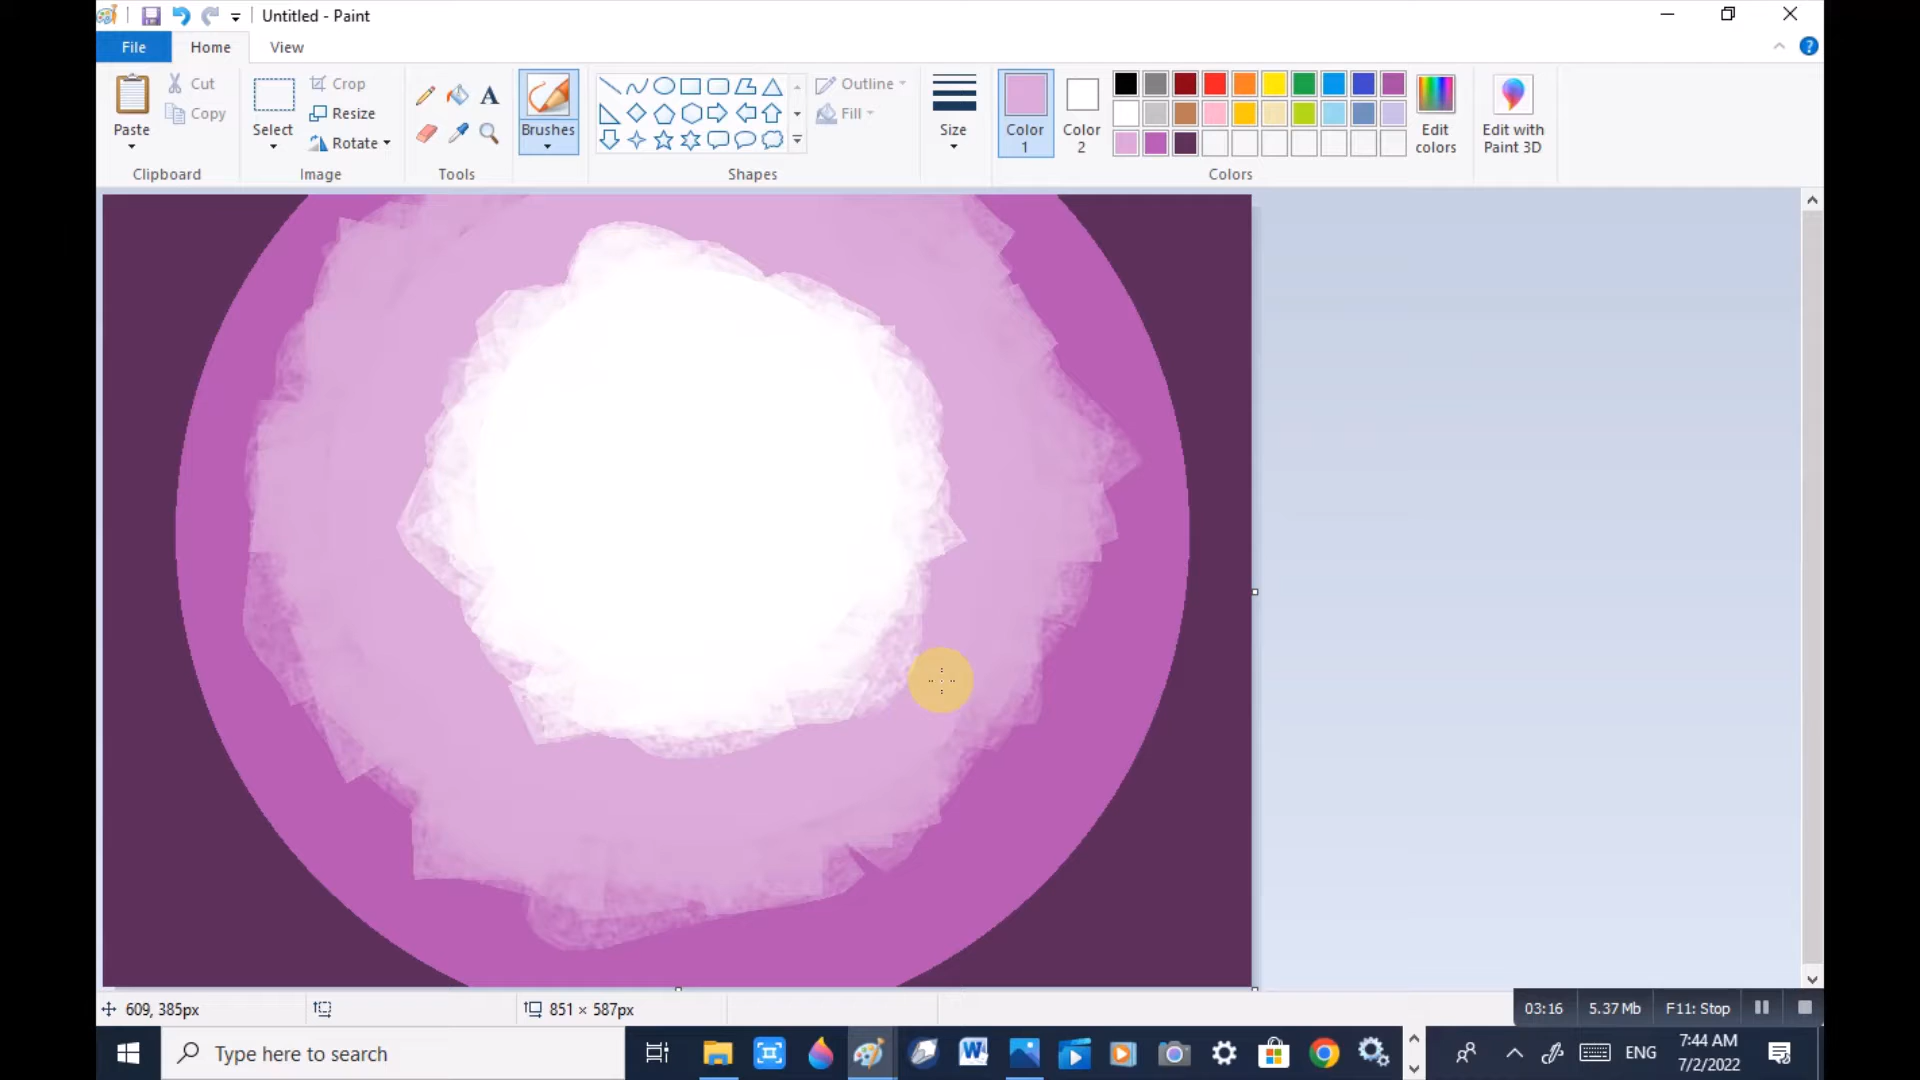 Untitled - Paint
File Home View
Paste
Cut
Copy
Clipboard
Select
Crop
Resize
Rotate
Image
A
Tools
Brushes
Shapes
Outline
Fill
Size
Color 1
Color 2
Colors
Edit colors
Edit with Paint 3D
609, 385px
851 × 587px
03:16 5.37 Mb F11: Stop
Type here to search
W
ENG
7:44 AM
7/2/2022